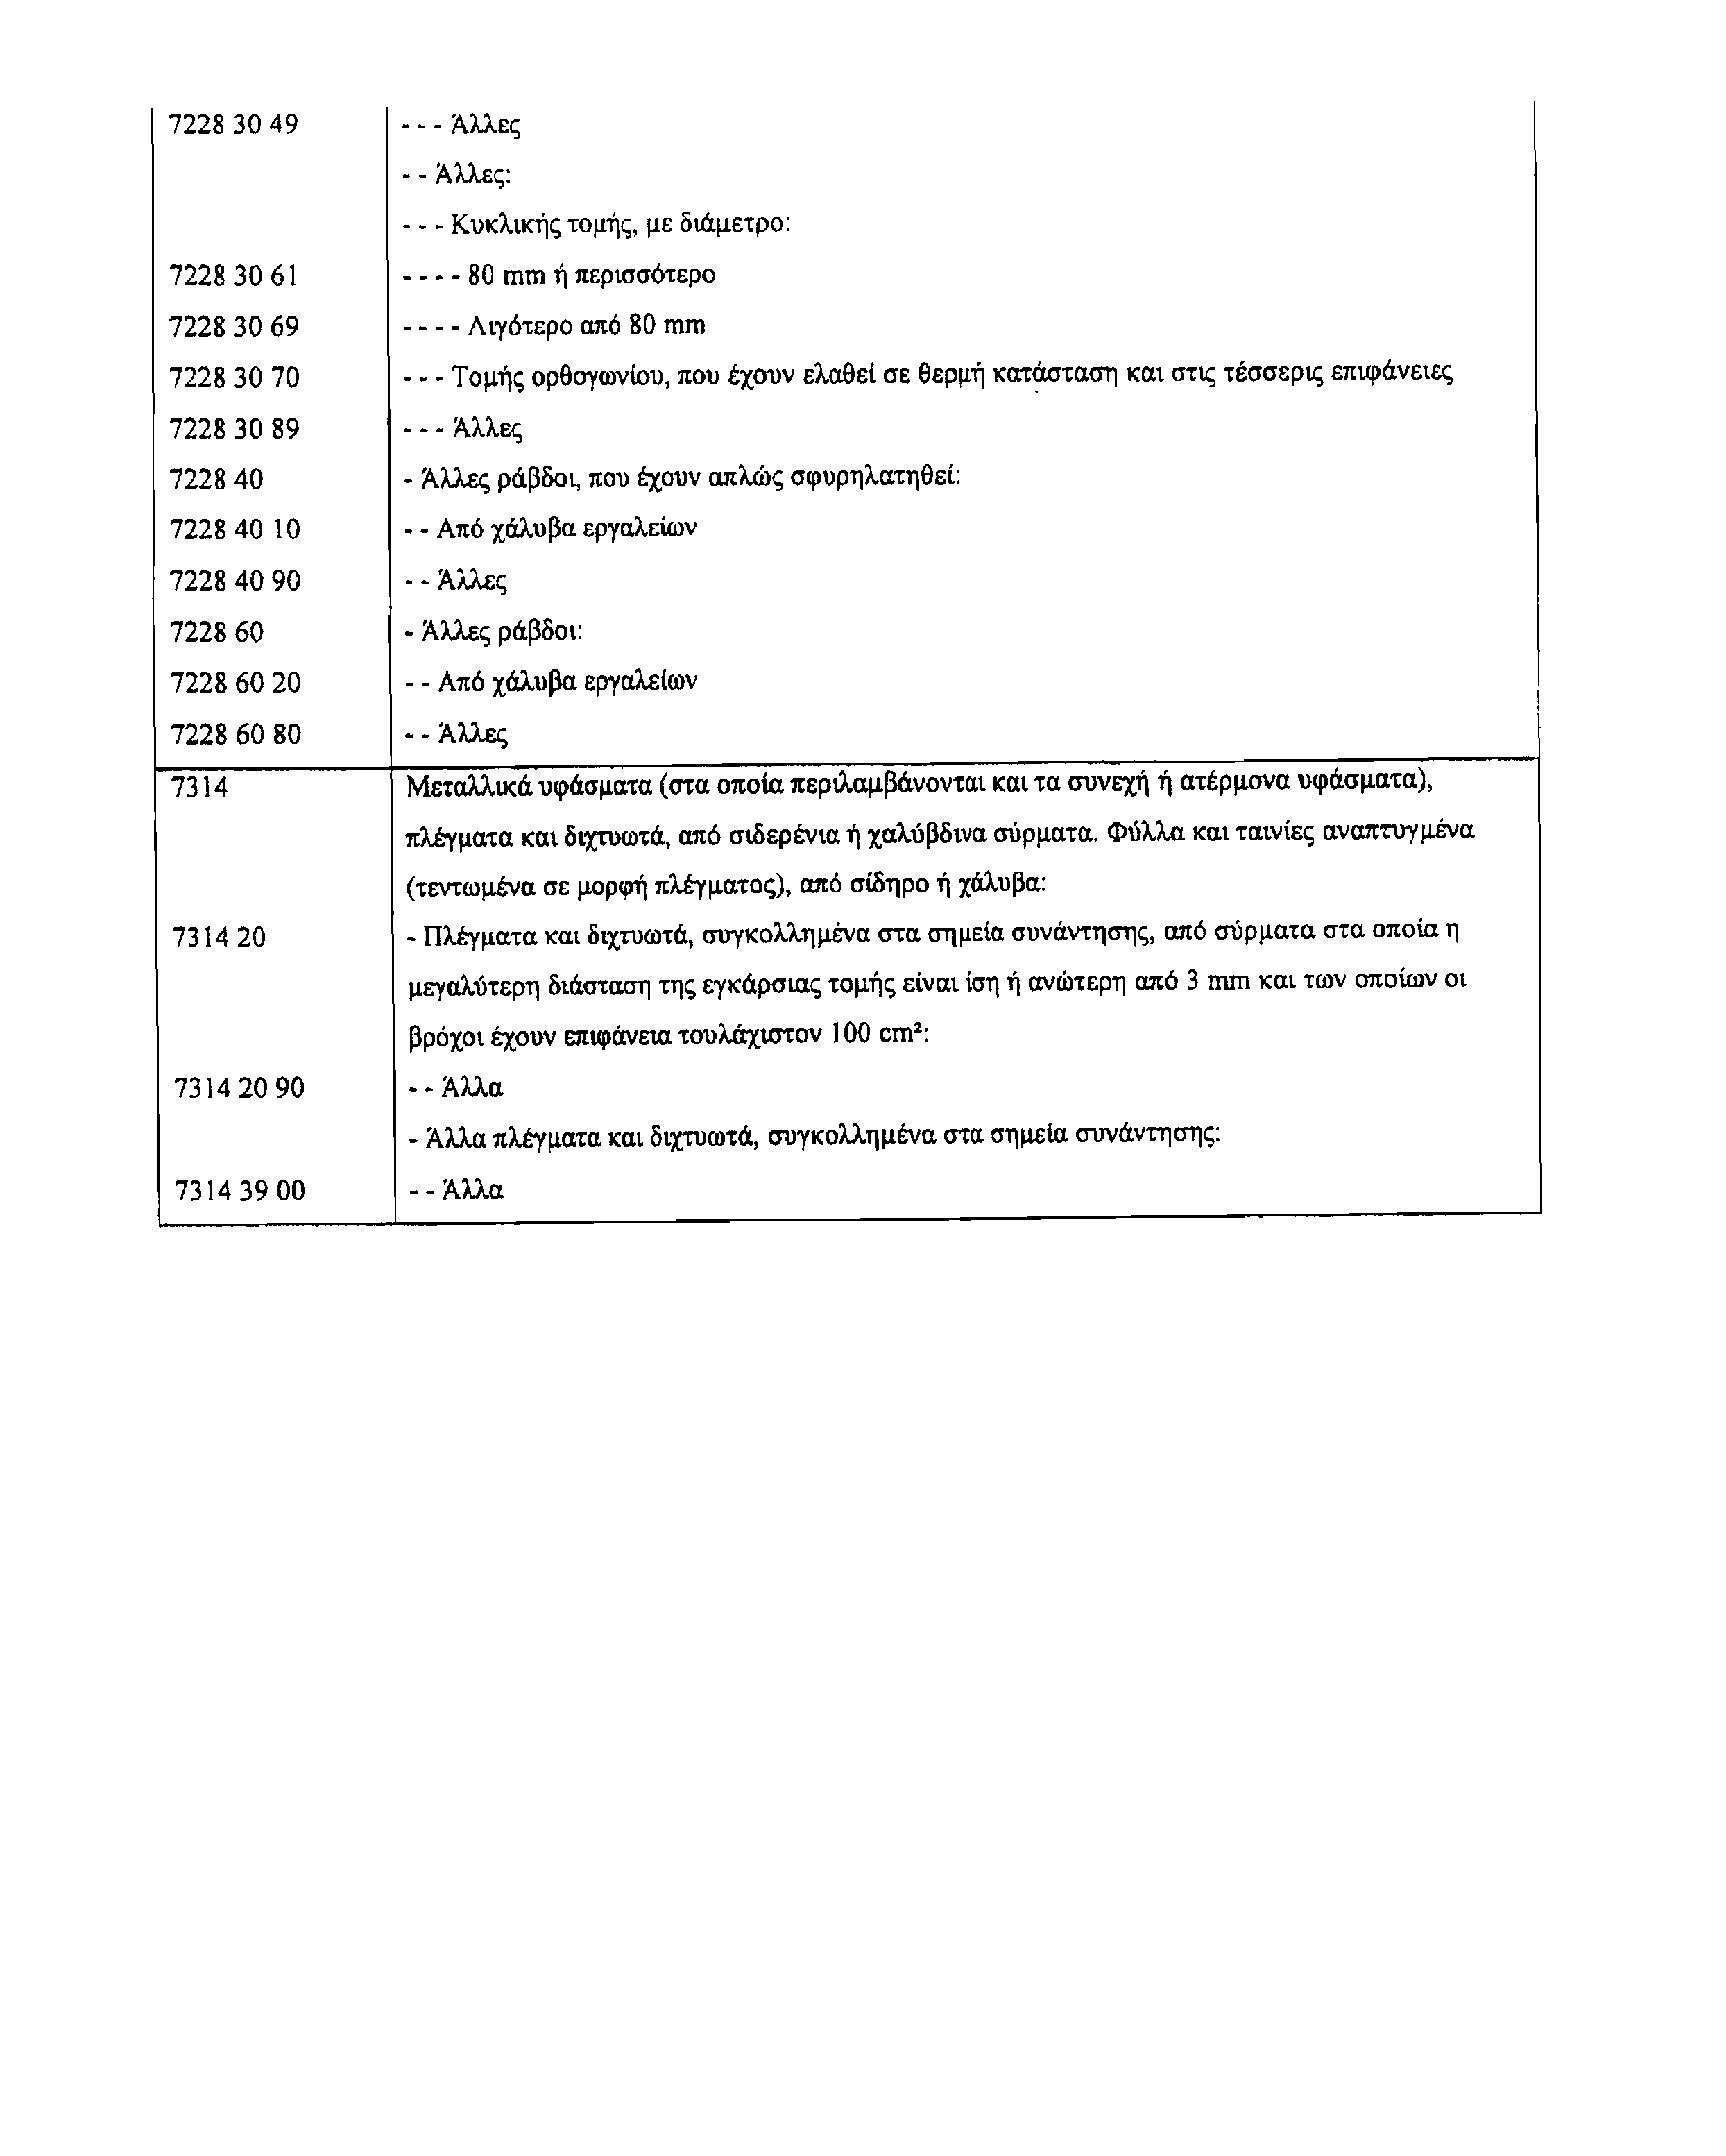 7228 30 49 - - - Άλλες
- - Άλλες:
- - - Κυκλικής τομής, με διάμετρο:
7228 30 61 - - - - 80 mm ή περισσότερο
7228 30 69 - - - - Λιγότερο από 80 mm
7228 30 70 - - - Τομής ορθογωνίου, που έχουν ελαθεί σε θερμή κατάσταση και στις τέσσερις επιφάνειες
7228 30 89 - - - Άλλες
7228 40 - Άλλες ράβδοι, που έχουν απλώς σφυρηλατηθεί:
7228 40 10 - - Από χάλυβα εργαλείων
7228 40 90 - - Άλλες
7228 60 - Άλλες ράβδοι:
7228 60 20 - - Από χάλυβα εργαλείων
7228 60 80 - - Άλλες
7314 Μεταλλικά υφάσματα (στα οποία περιλαμβάνονται και τα συνεχή ή ατέρμονα υφάσματα),
πλέγματα και διχτυωτά, από σιδερένια ή χαλύβδινα σύρματα. Φύλλα και ταινίες αναπτυγμένα
(τεντωμένα σε μορφή πλέγματος), από σίδηρο ή χάλυβα:
7314 20 - Πλέγματα και διχτυωτά, συγκολλημένα στα σημεία συνάντησης, από σύρματα στα οποία η
μεγαλύτερη διάσταση της εγκάρσιας τομής είναι ίση ή ανώτερη από 3 mm και των οποίων οι
βρόχοι έχουν επιφάνεια τουλάχιστον 100 cm²:
7314 20 90 - - Άλλα
- Άλλα πλέγματα και διχτυωτά, συγκολλημένα στα σημεία συνάντησης:
7314 39 00 - - Άλλα